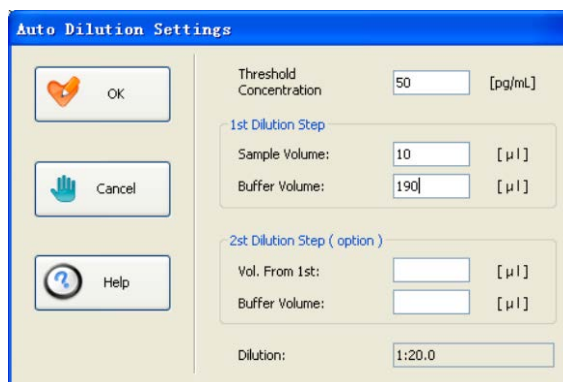 Auto Dilution Settings
OK
Cancel
Help
Threshold
Concentration
50 [pg/mL]
1st Dilution Step
Sample Volume: 10 [µl]
Buffer Volume: 190 [µl]
2st Dilution Step ( option )
Vol. From 1st: [µl]
Buffer Volume: [µl]
Dilution: 1:20.0